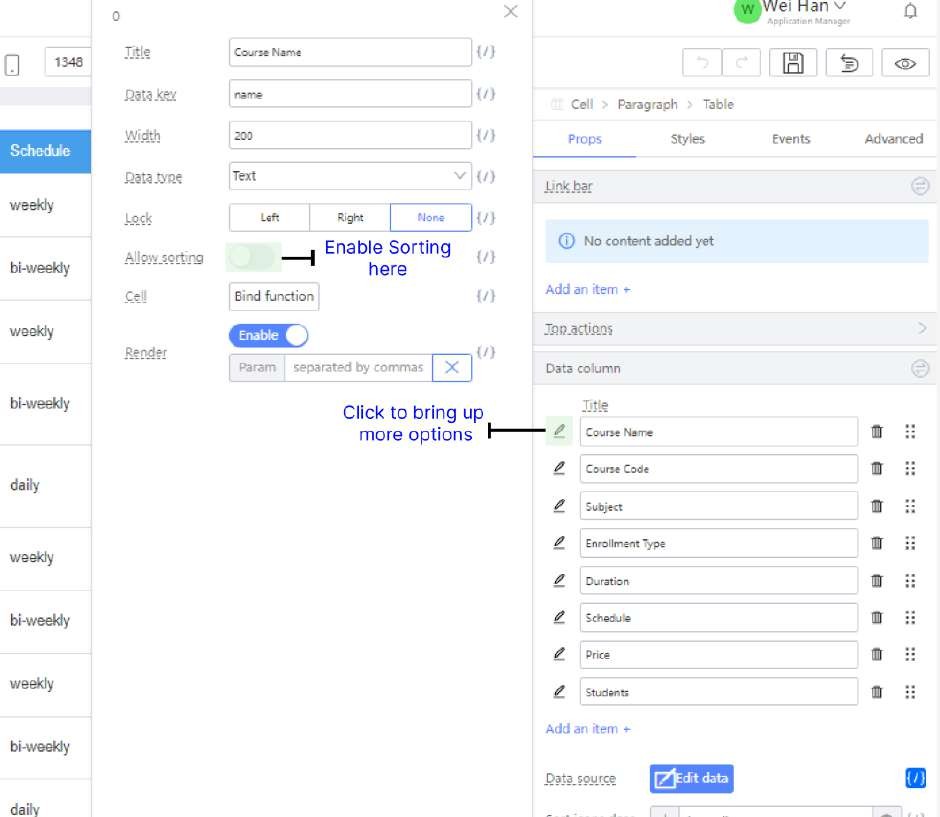 0
Wei Han
Application Manager
1348
Title
Course Name
{/}
Data key
name
{/}
Width
200
{/}
Data type
Text
{/}
Lock
Left
Right
None
{/}
Allow sorting
Enable Sorting
here
{/}
Cell
Bind function
{/}
Enable
Render
{/}
Param
separated by commas
Click to bring up
more options
Schedule
weekly
bi-weekly
weekly
bi-weekly
daily
weekly
bi-weekly
weekly
bi-weekly
daily
Cell > Paragraph > Table
Props
Styles
Events
Advanced
Link bar
No content added yet
Add an item +
Top actions
Data column
Title
Course Name
Course Code
Subject
Enrollment Type
Duration
Schedule
Price
Students
Add an item +
Data source
Edit data
{/}